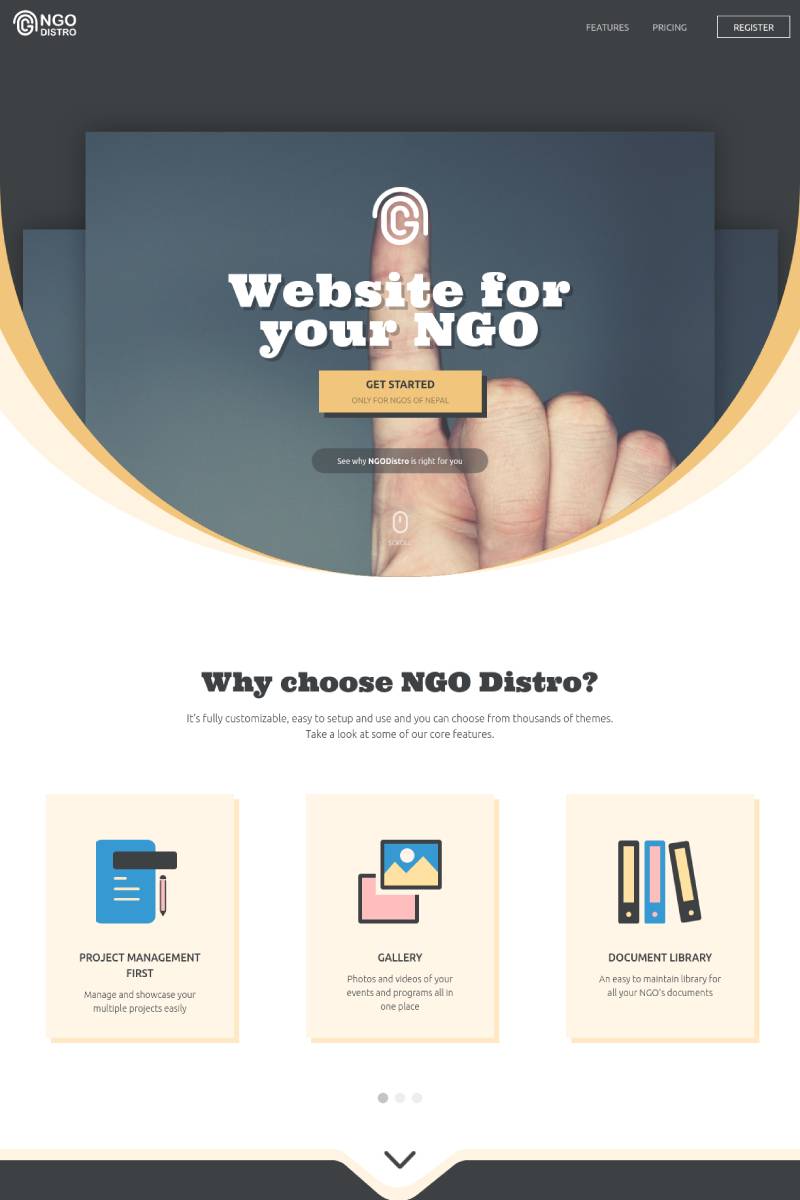 NGO
DISTRO
FEATURES
PRICING
REGISTER
Website for
your NGO
GET STARTED
ONLY FOR NGOS OF NEPAL
See why NGODistro is right for you
SCROLL
Why choose NGO Distro?
It's fully customizable, easy to setup and use and you can choose from thousands of themes.
Take a look at some of our core features.
PROJECT MANAGEMENT
FIRST
Manage and showcase your
multiple projects easily
GALLERY
Photos and videos of your
events and programs all in
one place
DOCUMENT LIBRARY
An easy to maintain library for
all your NGO's documents